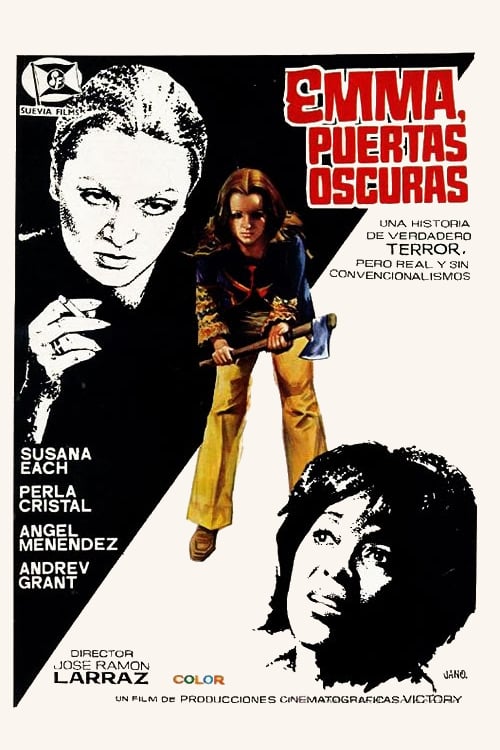 SUEVIA FILMS
EMMA,
PUERTAS
OSCURAS
UNA HISTORIA
DE VERDADERO
TERROR,
PERO REAL Y SIN
CONVENCIONALISMOS
SUSANA
EACH
PERLA
CRISTAL
ANGEL
MENENDEZ
ANDREV
GRANT
DIRECTOR
JOSE RAMON
LARRAZ
COLOR
JANO.
UN FILM DE PRODUCCIONES CINEMATOGRAFICAS VICTORY